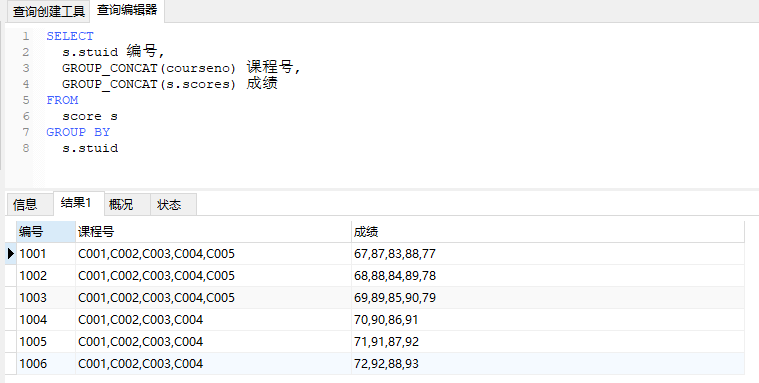 查询创建工具 查询编辑器
1 SELECT
2 s.stuid 编号,
3 GROUP_CONCAT(courseno) 课程号,
4 GROUP_CONCAT(s.scores) 成绩
5 FROM
6 score s
7 GROUP BY
8 s.stuid
信息 结果1 概况 状态
编号 课程号 成绩
1001 C001,C002,C003,C004,C005 67,87,83,88,77
1002 C001,C002,C003,C004,C005 68,88,84,89,78
1003 C001,C002,C003,C004,C005 69,89,85,90,79
1004 C001,C002,C003,C004 70,90,86,91
1005 C001,C002,C003,C004 71,91,87,92
1006 C001,C002,C003,C004 72,92,88,93